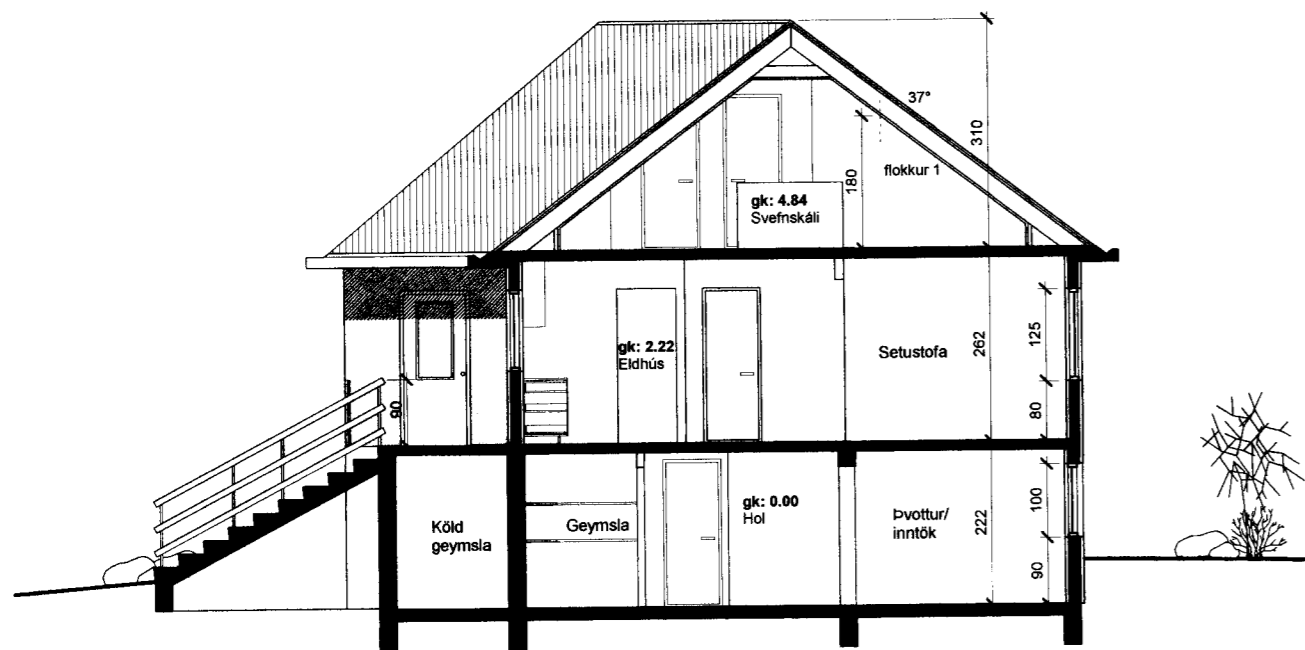 37°
310
180
flokkur 1
gk: 4.84
Svefnskáli
gk: 2.22
Eldhús
Setustofa
262
125
80
90
gk: 0.00
Hol
Köld
geymsla
Geymsla
Þvottur/
inntök
222
100
90